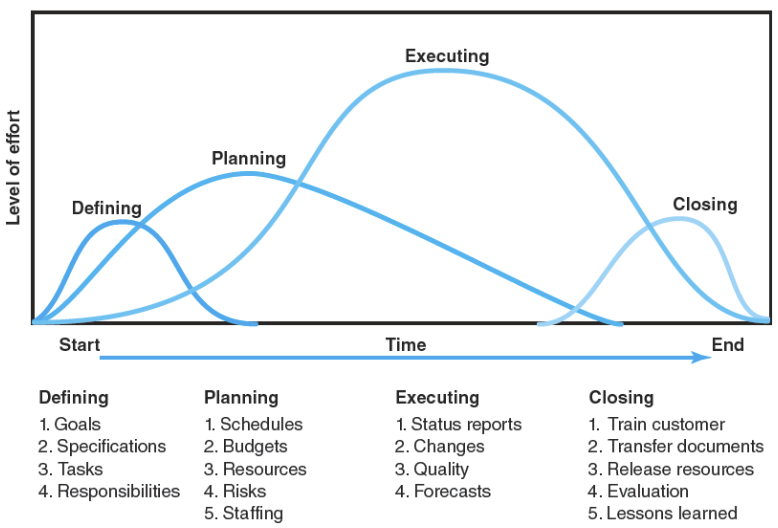 Executing
Planning
Defining
Closing
Level of effort
Start
Time
End
Defining
1. Goals
2. Specifications
3. Tasks
4. Responsibilities
Planning
1. Schedules
2. Budgets
3. Resources
4. Risks
5. Staffing
Executing
1. Status reports
2. Changes
3. Quality
4. Forecasts
Closing
1. Train customer
2. Transfer documents
3. Release resources
4. Evaluation
5. Lessons learned